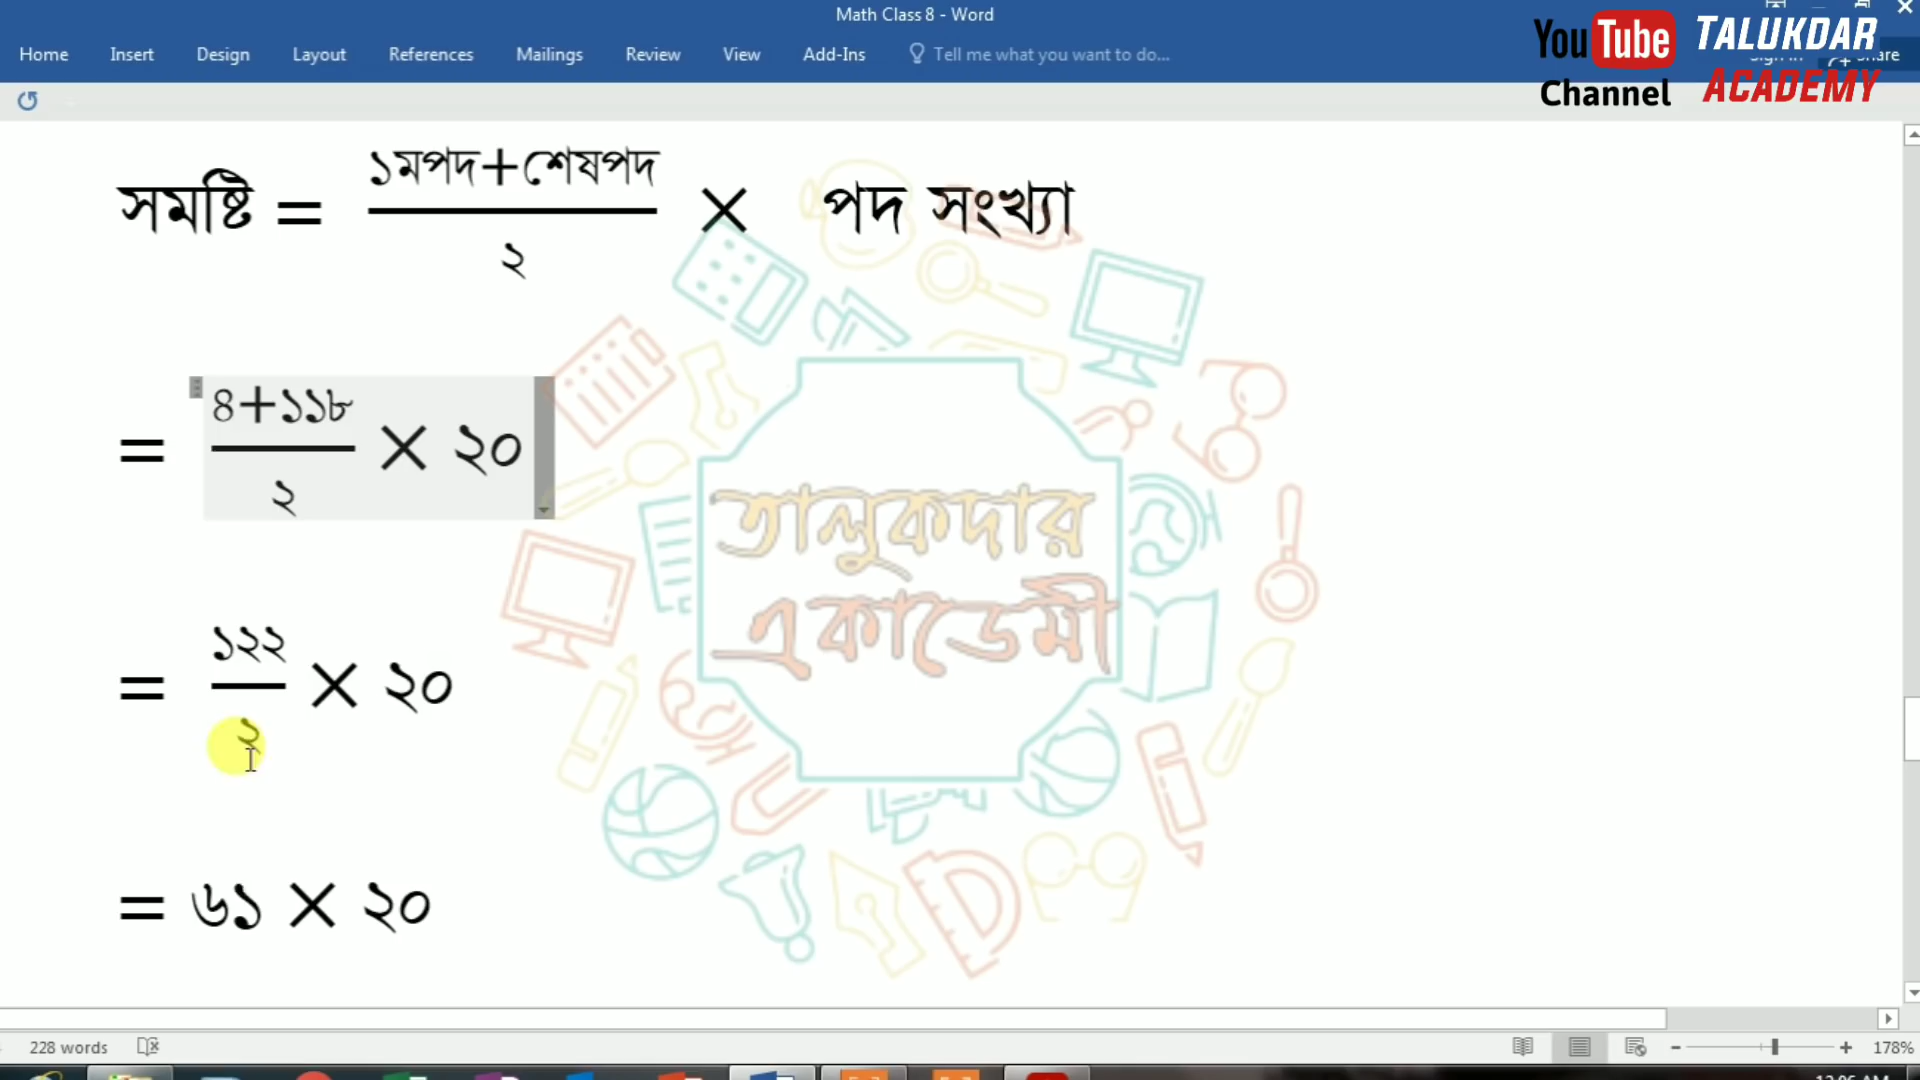 Math Class 8 - Word
Home Insert Design Layout References Mailings Review View Add-Ins Tell me what you want to do...
YouTube Channel
TALUKDAR ACADEMY
সমষ্টি = ১মপদ+শেষপদ/২ × পদ সংখ্যা
= ৪+১১৮/২ × ২০
= ১২২/২ × ২০
= ৬১ × ২০
তালুকদার
একাডেমী
228 words
178%